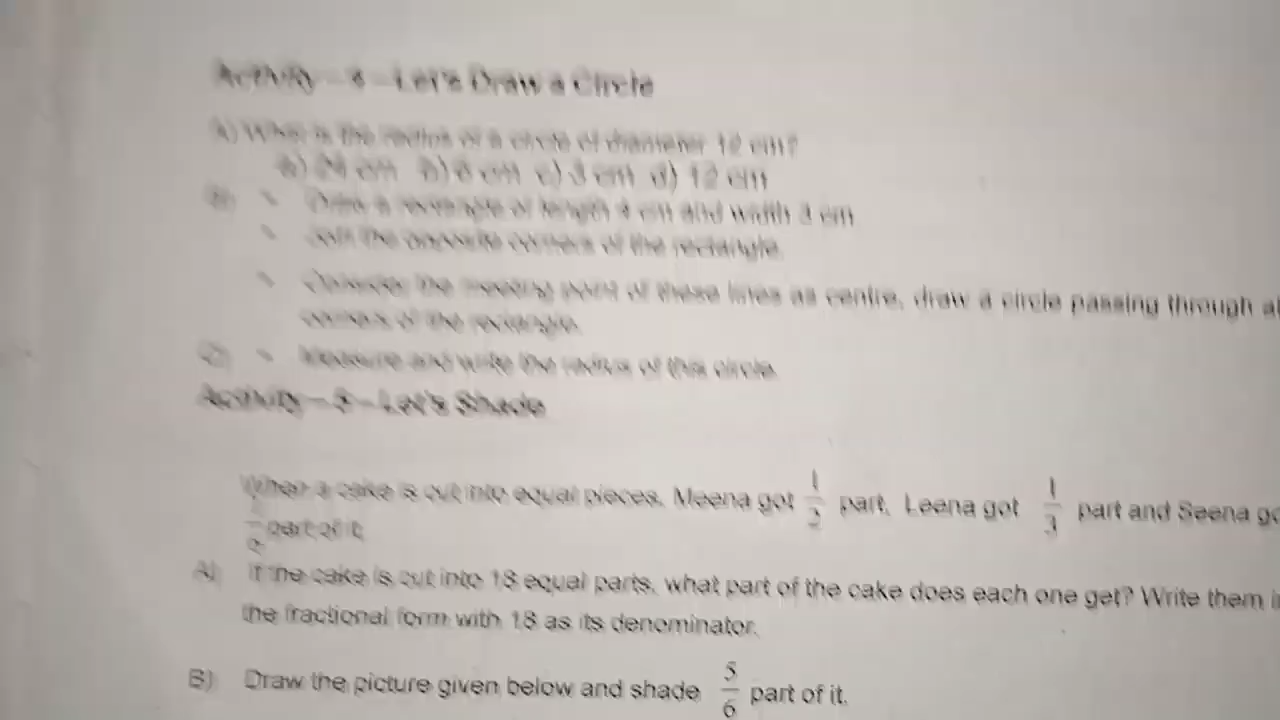 Activity – 4 – Let's Draw a Circle
A) What is the radius of a circle of diameter 12 cm?
a) 24 cm b) 6 cm c) 3 cm d) 12 cm
B) Draw a rectangle of length 4 cm and width 3 cm
Join the opposite corners of the rectangle.
Consider the meeting point of these lines as centre, draw a circle passing through
corners of the rectangle.
Measure and write the radius of this circle.
Activity – – Let's Shade
When a cake is cut into equal pieces, Meena got 1/2 part, Leena got 1/3 part and Seena
part of it.
A) If the cake is cut into 18 equal parts, what part of the cake does each one get? Write them
the fractional form with 18 as its denominator.
B) Draw the picture given below and shade 5/6 part of it.